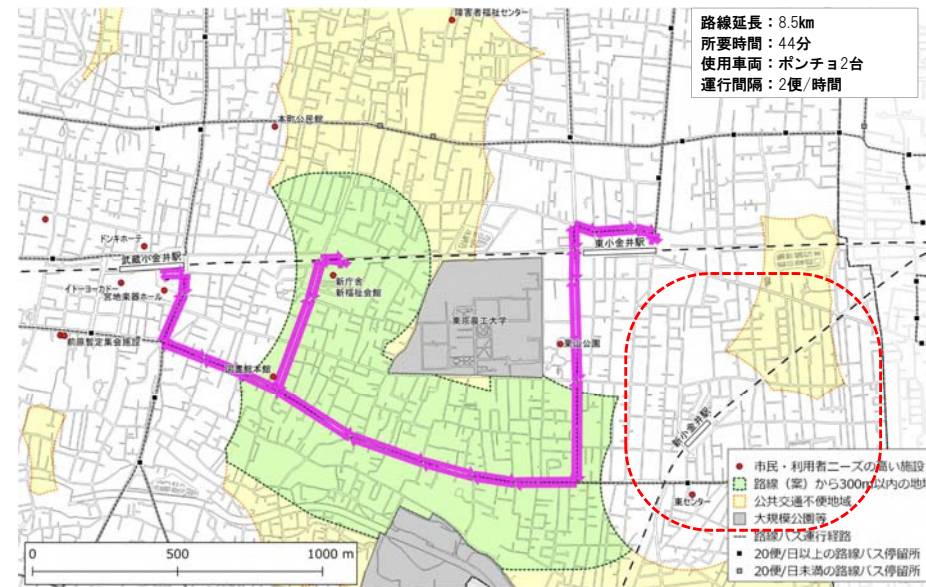 路線延長：8.5km
所要時間：44分
使用車両：ポンチョ2台
運行間隔：2便/時間
障害者福祉センター
本町公民館
ドンキホーテ
武蔵小金井駅
東小金井駅
イトーヨーカドー
宮地楽器ホール
新庁舎
新福祉会館
東京農工大学
前原暫定集会施設
栗山公園
図書館本館
新小金井駅
東センター
市民・利用者ニーズの高い施設
路線（案）から300m以内の地域
公共交通不便地域
大規模公園等
路線バス運行経路
20便/日以上の路線バス停留所
20便/日未満の路線バス停留所
0 500 1000 m